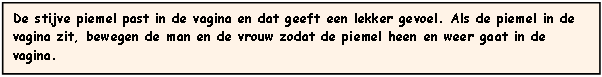 De stijve piemel past in de vagina en dat geeft een lekker gevoel. Als de piemel in de
vagina zit, bewegen de man en de vrouw zodat de piemel heen en weer gaat in de
vagina.